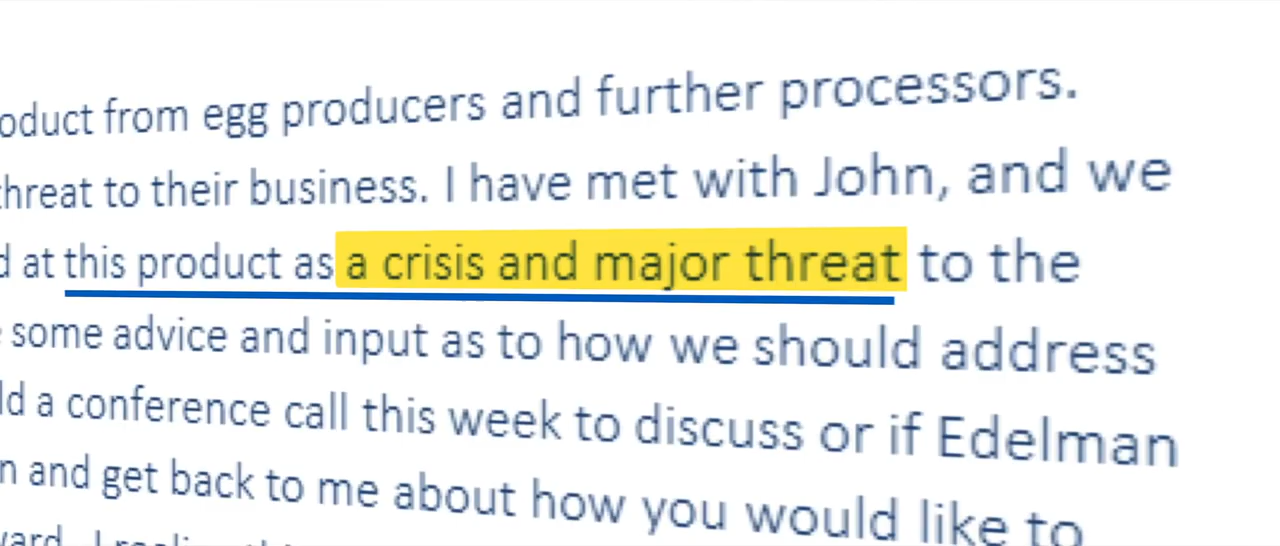 oduct from egg producers and further processors.
threat to their business. I have met with John, and we
d at this product as a crisis and major threat to the
some advice and input as to how we should address
ld a conference call this week to discuss or if Edelman
n and get back to me about how you would like to